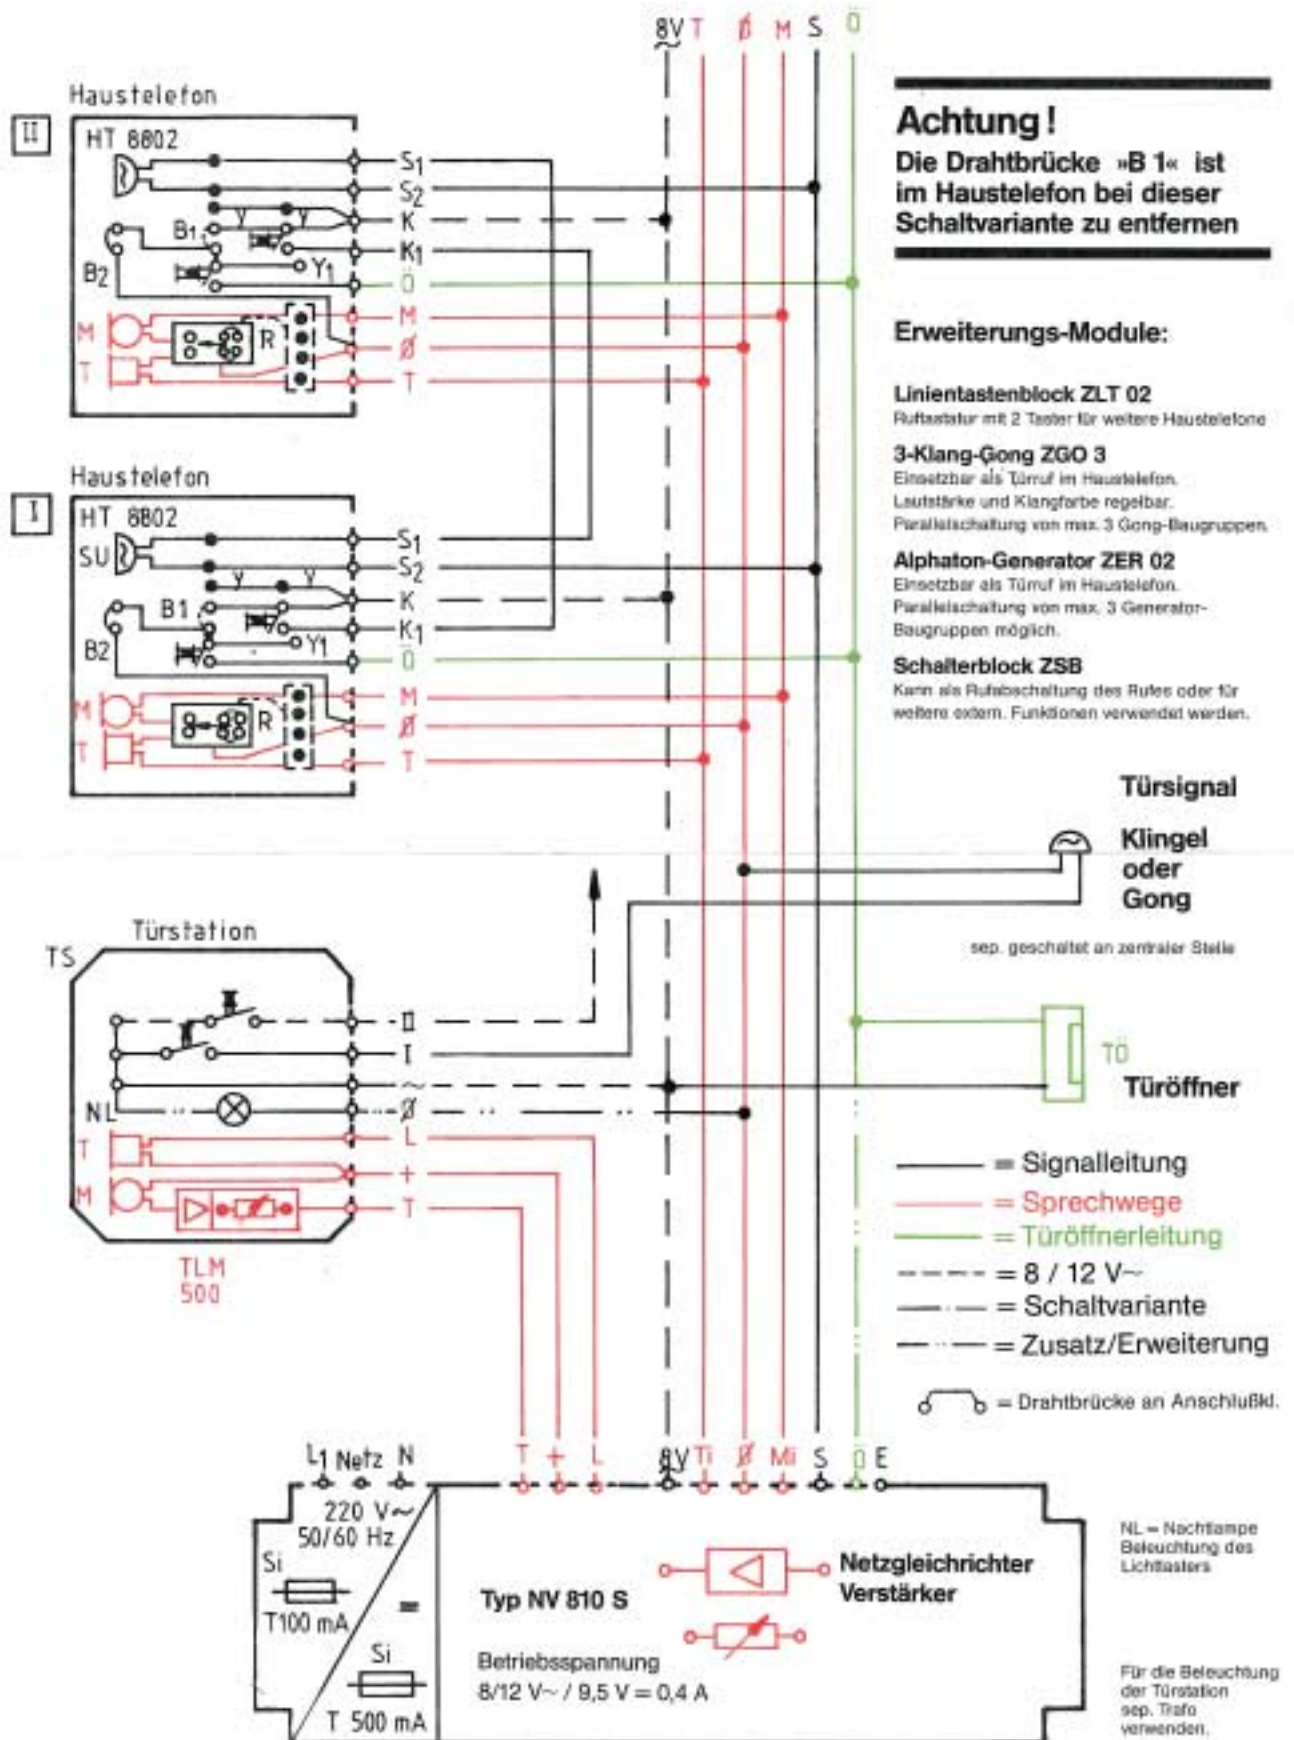 8V T Ø M S Ö
~
Haustelefon
II
HT 8802
S1
S2
K
K1
Ö
M
Ø
T
y y
B1
Y1
B2
M
R
T
Achtung!
Die Drahtbrücke »B 1« ist
im Haustelefon bei dieser
Schaltvariante zu entfernen
Erweiterungs-Module:
Linientastenblock ZLT 02
Ruftastatur mit 2 Taster für weitere Haustelefone
3-Klang-Gong ZGO 3
Einsetzbar als Türruf im Haustelefon.
Lautstärke und Klangfarbe regelbar.
Parallelschaltung von max. 3 Gong-Baugruppen.
Alphaton-Generator ZER 02
Einsetzbar als Türruf im Haustelefon.
Parallelschaltung von max. 3 Generator-
Baugruppen möglich.
Schalterblock ZSB
Kann als Rufabschaltung des Rufes oder für
weitere extern. Funktionen verwendet werden.
Haustelefon
I
HT 8802
SU
S1
S2
K
K1
Ö
M
Ø
T
y y
B1
Y1
B2
M
R
T
Türsignal
Klingel
oder
Gong
sep. geschaltet an zentraler Stelle
Türstation
TS
II
I
~
Ø
L
+
T
NL
T
M
TLM
500
TÖ
Türöffner
= Signalleitung
= Sprechwege
= Türöffnerleitung
= 8 / 12 V~
= Schaltvariante
= Zusatz/Erweiterung
= Drahtbrücke an Anschlußkl.
L1 Netz N
T + L 8V Ti Ø Mi S Ö E
220 V~
50/60 Hz
Si
T100 mA
=
Si
T 500 mA
Typ NV 810 S
Netzgleichrichter
Verstärker
Betriebsspannung
8/12 V~ / 9,5 V = 0,4 A
NL = Nachtlampe
Beleuchtung des
Lichttasters
Für die Beleuchtung
der Türstation
sep. Trafo
verwenden.